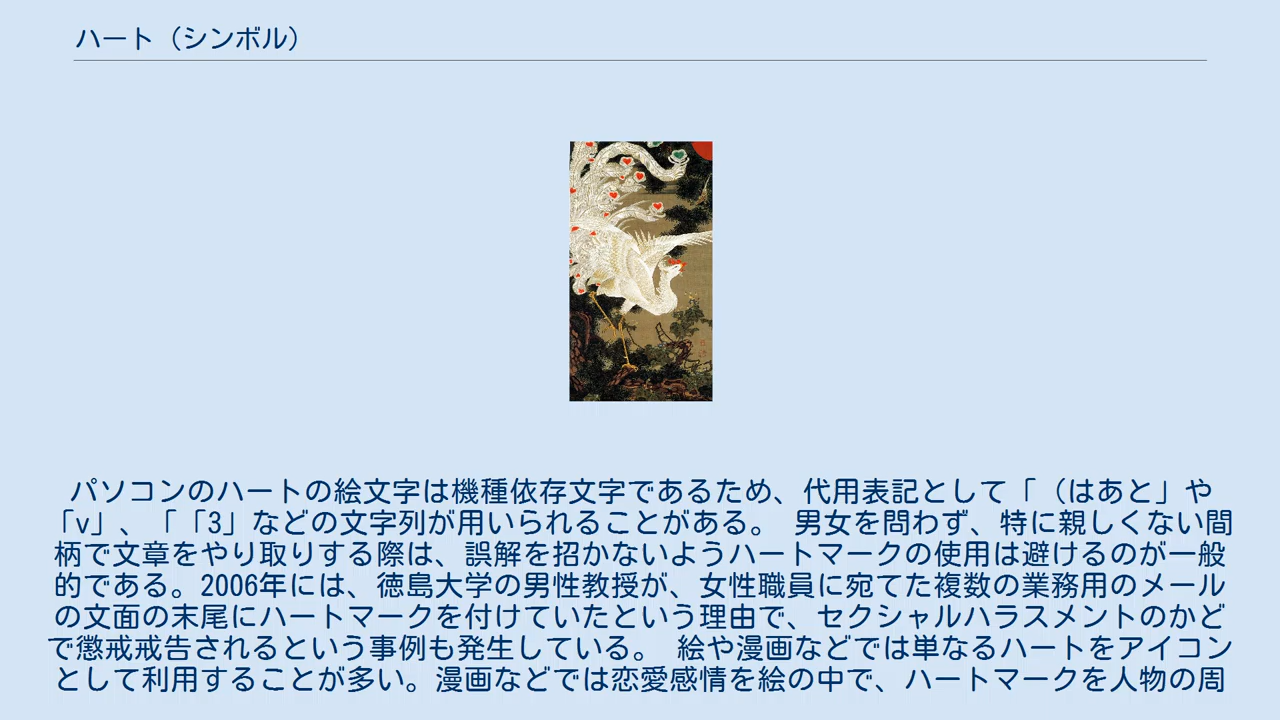 ハート（シンボル）
パソコンのハートの絵文字は機種依存文字であるため、代用表記として「（はあと」や
「v」、「「3」などの文字列が用いられることがある。 男女を問わず、特に親しくない間
柄で文章をやり取りする際は、誤解を招かないようハートマークの使用は避けるのが一般
的である。2006年には、徳島大学の男性教授が、女性職員に宛てた複数の業務用のメール
の文面の末尾にハートマークを付けていたという理由で、セクシャルハラスメントのかど
で懲戒戒告されるという事例も発生している。 絵や漫画などでは単なるハートをアイコン
として利用することが多い。漫画などでは恋愛感情を絵の中で、ハートマークを人物の周